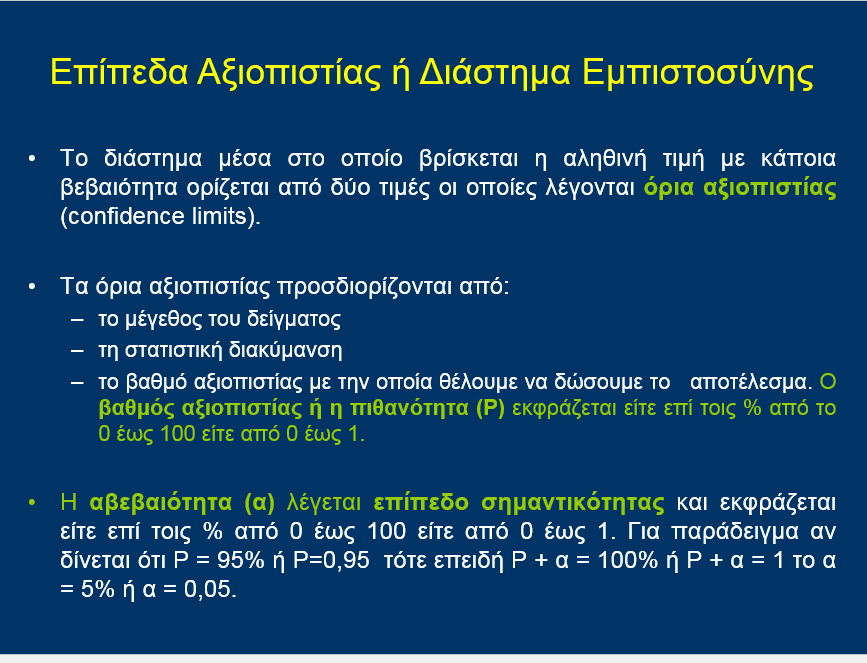 Επίπεδα Αξιοπιστίας ή Διάστημα Εμπιστοσύνης
• Το διάστημα μέσα στο οποίο βρίσκεται η αληθινή τιμή με κάποια
βεβαιότητα ορίζεται από δύο τιμές οι οποίες λέγονται όρια αξιοπιστίας
(confidence limits).
• Τα όρια αξιοπιστίας προσδιορίζονται από:
– το μέγεθος του δείγματος
– τη στατιστική διακύμανση
– το βαθμό αξιοπιστίας με την οποία θέλουμε να δώσουμε το αποτέλεσμα. Ο
βαθμός αξιοπιστίας ή η πιθανότητα (P) εκφράζεται είτε επί τοις % από το
0 έως 100 είτε από 0 έως 1.
• Η αβεβαιότητα (α) λέγεται επίπεδο σημαντικότητας και εκφράζεται
είτε επί τοις % από 0 έως 100 είτε από 0 έως 1. Για παράδειγμα αν
δίνεται ότι P = 95% ή P=0,95 τότε επειδή P + α = 100% ή P + α = 1 το α
= 5% ή α = 0,05.